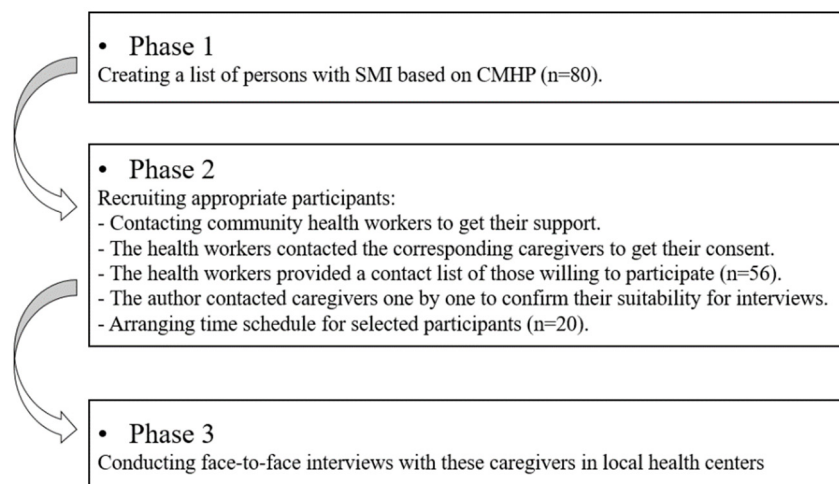 • Phase 1
Creating a list of persons with SMI based on CMHP (n=80).
• Phase 2
Recruiting appropriate participants:
- Contacting community health workers to get their support.
- The health workers contacted the corresponding caregivers to get their consent.
- The health workers provided a contact list of those willing to participate (n=56).
- The author contacted caregivers one by one to confirm their suitability for interviews.
- Arranging time schedule for selected participants (n=20).
• Phase 3
Conducting face-to-face interviews with these caregivers in local health centers